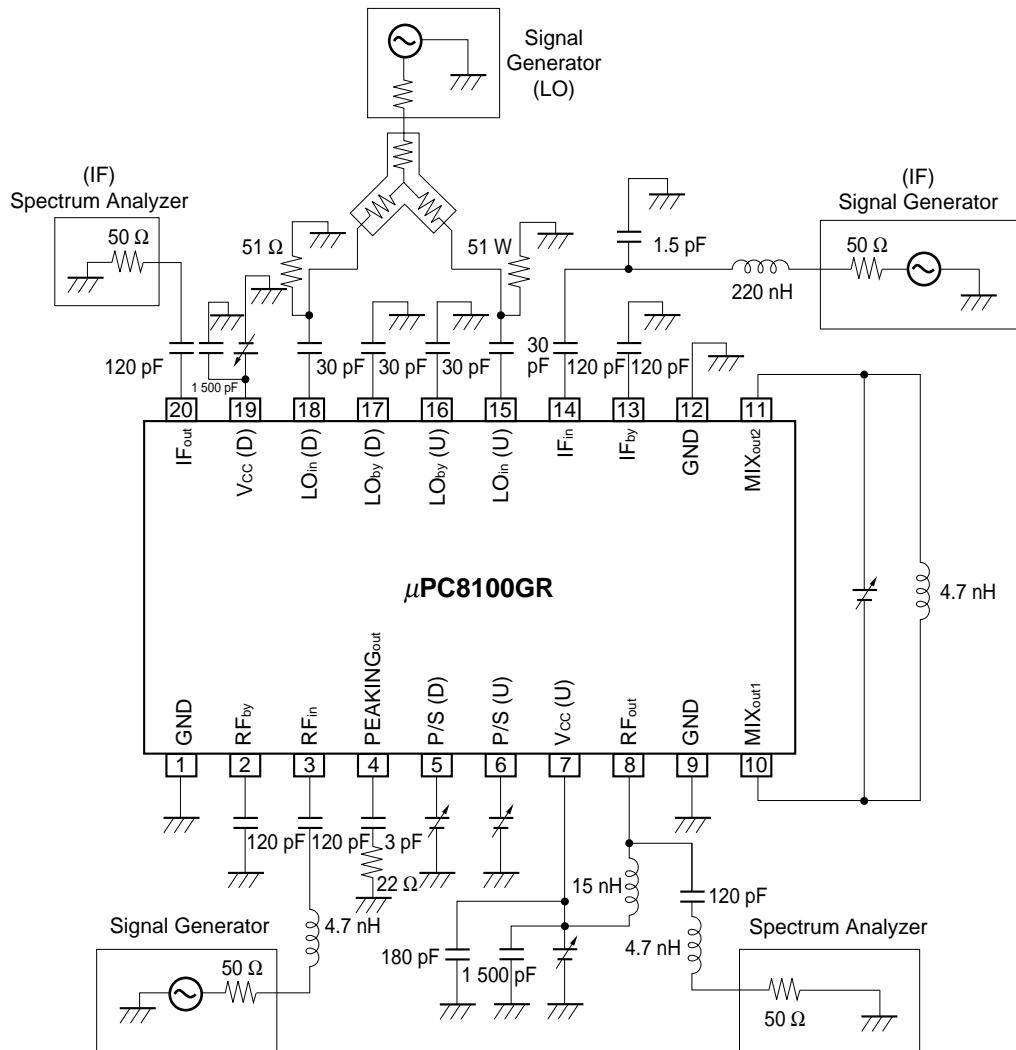 Signal
Generator
(LO)
(IF)
Spectrum Analyzer
50 Ω
(IF)
Signal Generator
50 Ω
51 Ω
51 W
1.5 pF
220 nH
120 pF
1 500 pF
30 pF
30 pF
30 pF
30
pF
120 pF
120 pF
20
19
18
17
16
15
14
13
12
11
IFout
VCC (D)
LOin (D)
LOby (D)
LOby (U)
LOin (U)
IFin
IFby
GND
MIXout2
µPC8100GR
4.7 nH
GND
RFby
RFin
PEAKINGout
P/S (D)
P/S (U)
VCC (U)
RFout
GND
MIXout1
1
2
3
4
5
6
7
8
9
10
120 pF
120 pF
3 pF
22 Ω
15 nH
120 pF
4.7 nH
4.7 nH
180 pF
1 500 pF
Signal Generator
50 Ω
Spectrum Analyzer
50 Ω